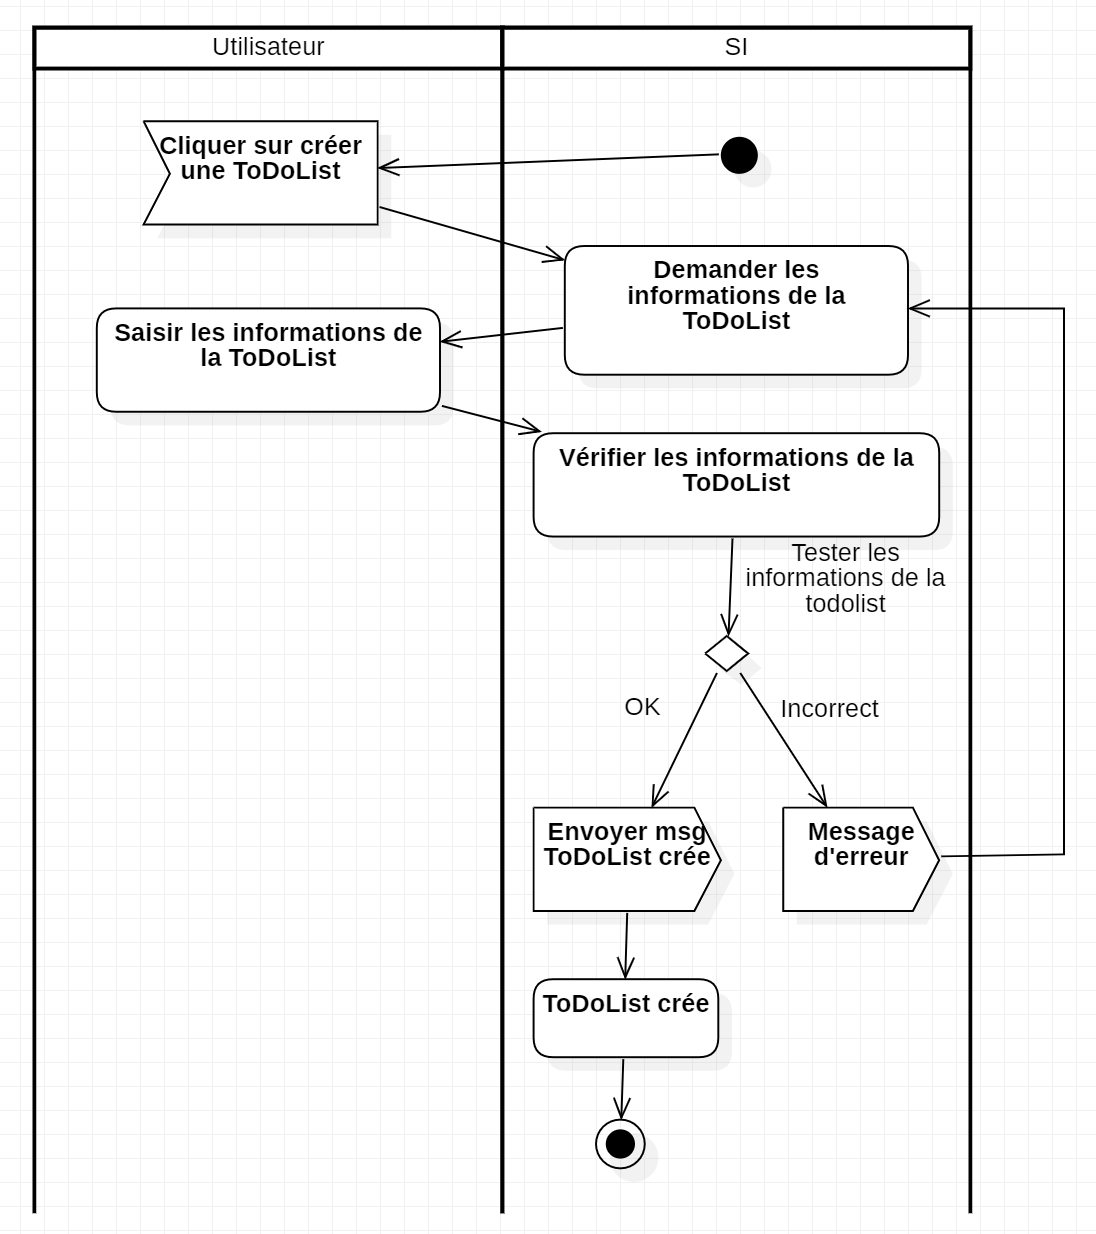 Utilisateur
SI
Cliquer sur créer
une ToDoList
Demander les
informations de la
ToDoList
Saisir les informations de
la ToDoList
Vérifier les informations de la
ToDoList
Tester les
informations de la
todolist
OK
Incorrect
Envoyer msg
ToDoList crée
Message
d'erreur
ToDoList crée